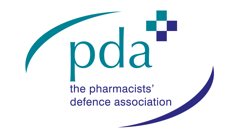 pda
the pharmacists'
defence association